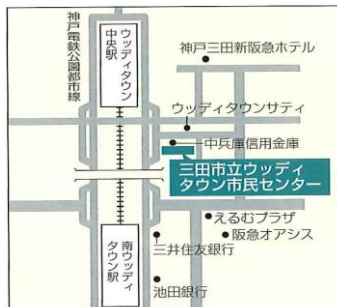 神戸電鉄公園都市線
ウッディタウン
中央駅
神戸三田新阪急ホテル
ウッディタウンサティ
中兵庫信用金庫
三田市立ウッディ
タウン市民センター
えるむプラザ
阪急オアシス
三井住友銀行
池田銀行
南ウッディ
タウン駅